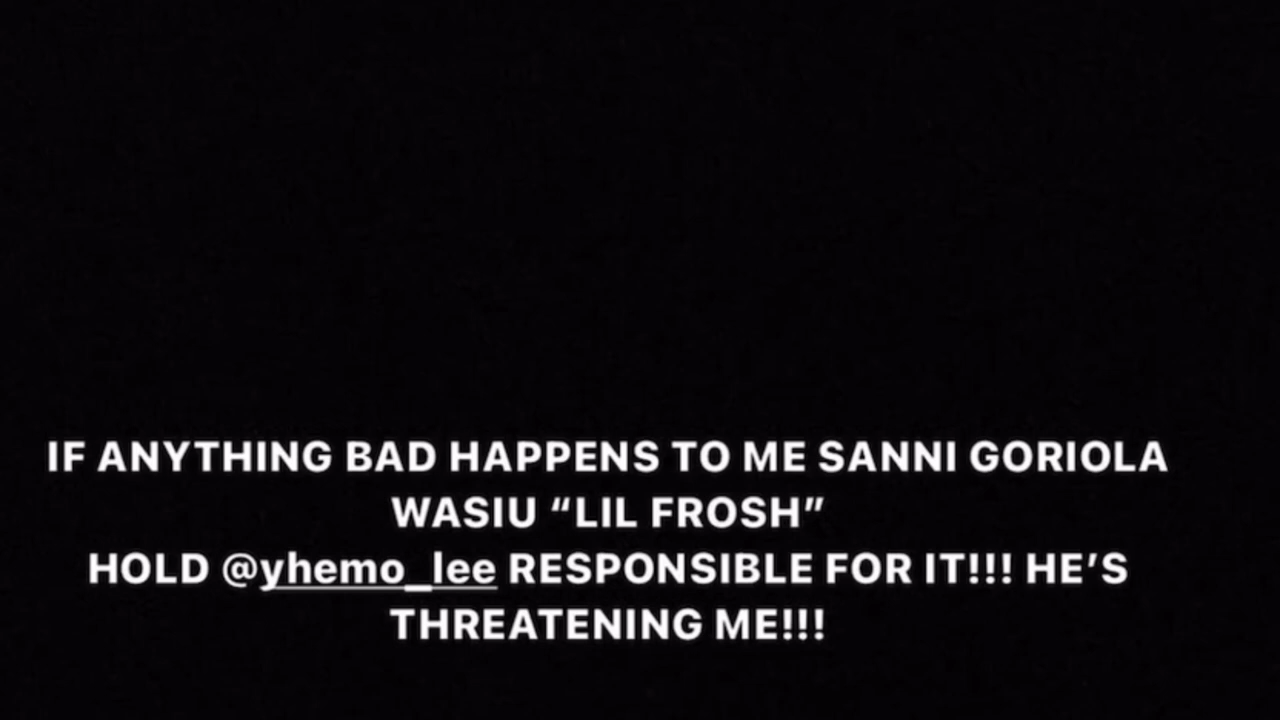 IF ANYTHING BAD HAPPENS TO ME SANNI GORIOLA
WASIU “LIL FROSH”
HOLD @yhemo_lee RESPONSIBLE FOR IT!!! HE’S
THREATENING ME!!!